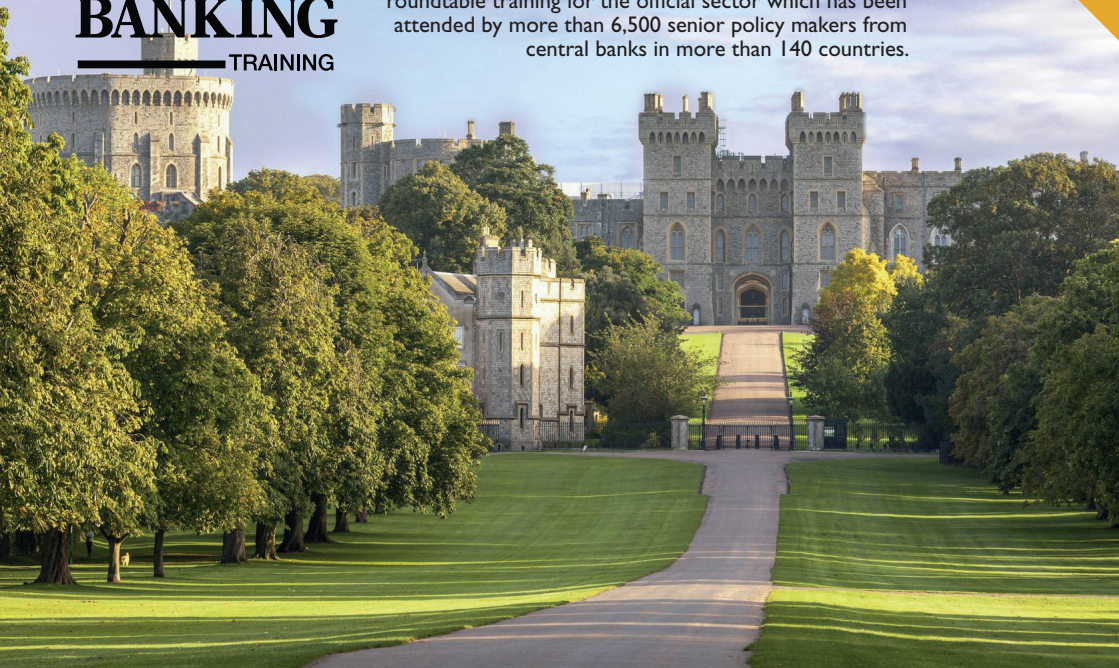 BANKING
TRAINING
roundtable training for the official sector which has been
attended by more than 6,500 senior policy makers from
central banks in more than 140 countries.